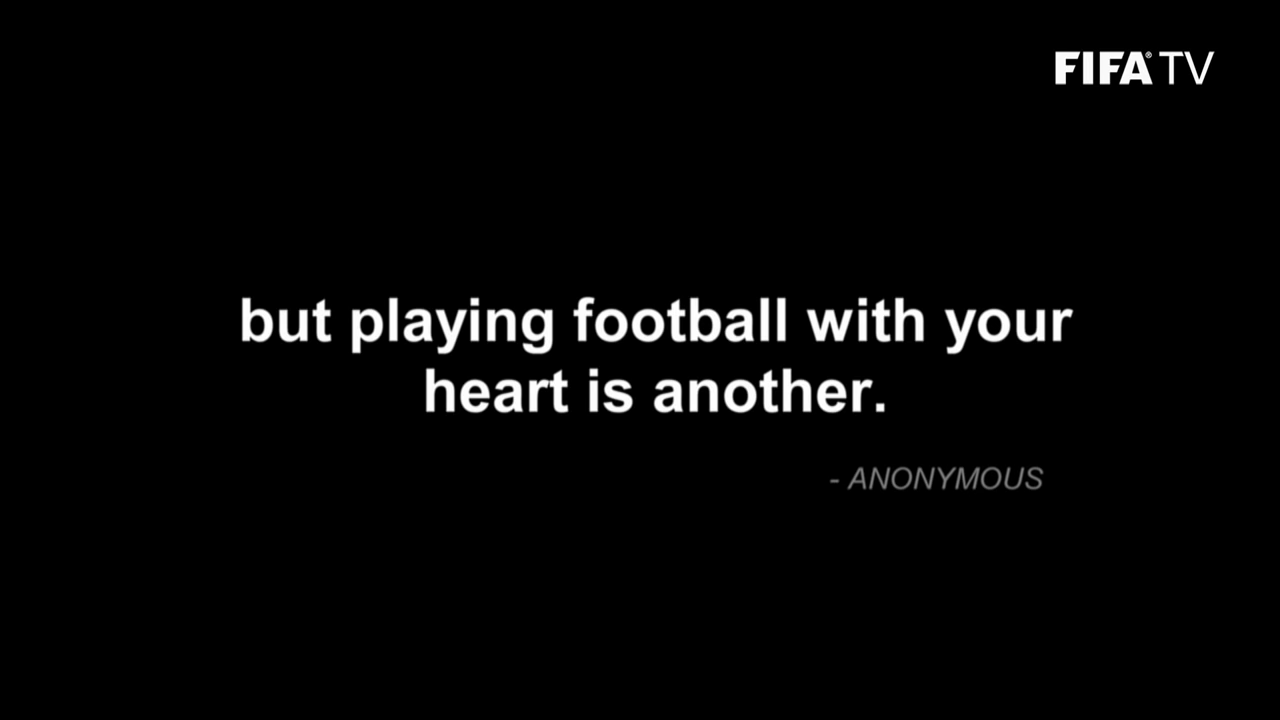 FIFA TV
but playing football with your
heart is another.
- ANONYMOUS